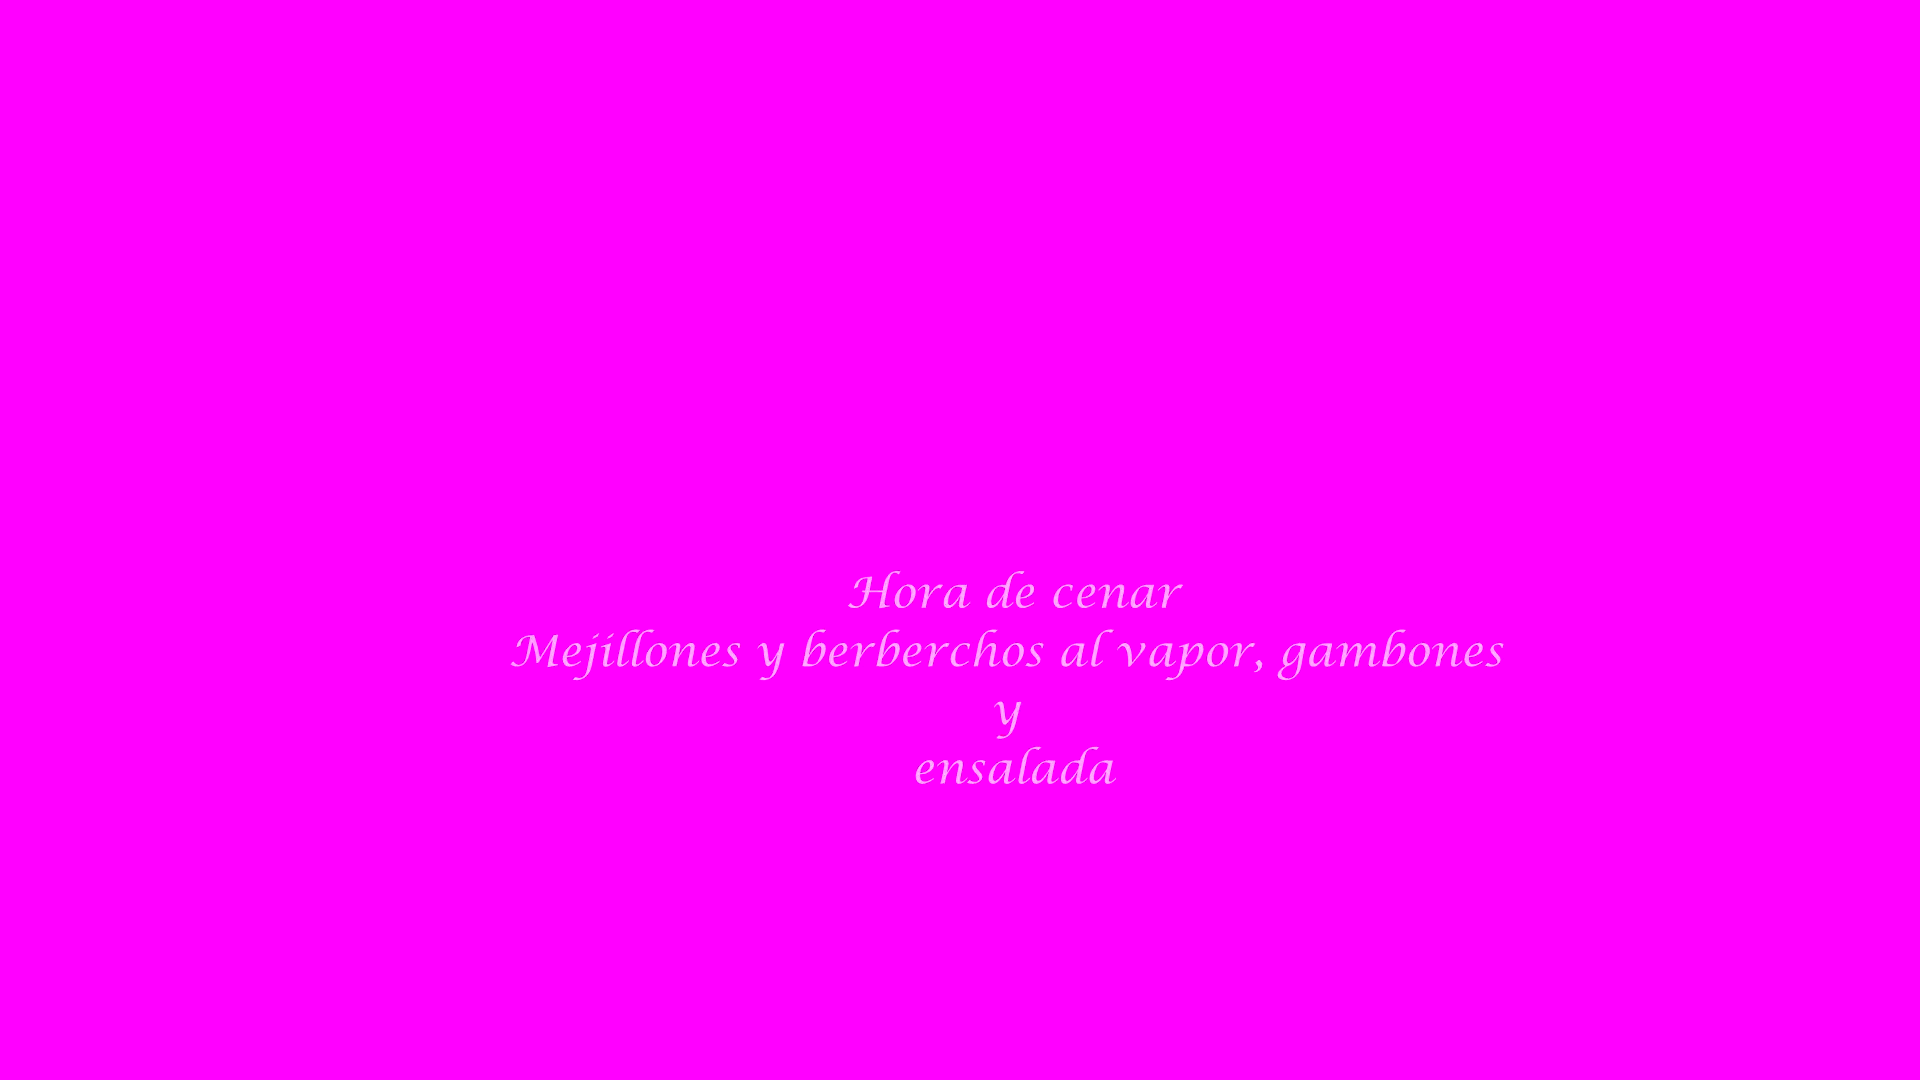 Hora de cenar
Mejillones y berberchos al vapor, gambones
y
ensalada